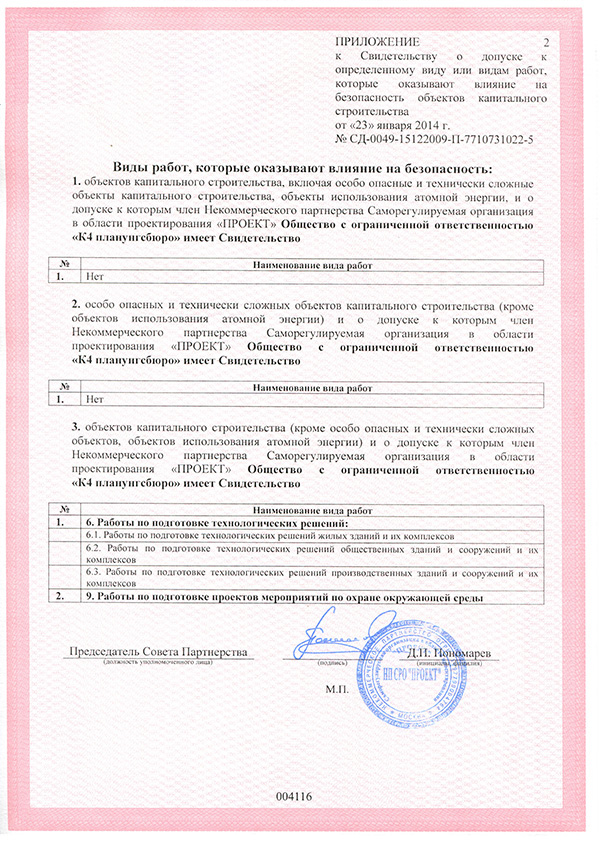 ПРИЛОЖЕНИЕ 2
к Свидетельству о допуске к
определенному виду или видам работ,
которые оказывают влияние на
безопасность объектов капитального
строительства
от «23» января 2014 г.
№ СД-0049-15122009-П-7710731022-5
Виды работ, которые оказывают влияние на безопасность:
1. объектов капитального строительства, включая особо опасные и технически сложные
объекты капитального строительства, объекты использования атомной энергии, и о
допуске к которым член Некоммерческого партнерства Саморегулируемая организация
в области проектирования «ПРОЕКТ» Общество с ограниченной ответственностью
«К4 планунгсбюро» имеет Свидетельство
№ Наименование вида работ
1. Нет
2. особо опасных и технически сложных объектов капитального строительства (кроме
объектов использования атомной энергии) и о допуске к которым член
Некоммерческого партнерства Саморегулируемая организация в области
проектирования «ПРОЕКТ» Общество с ограниченной ответственностью
«К4 планунгсбюро» имеет Свидетельство
№ Наименование вида работ
1. Нет
3. объектов капитального строительства (кроме особо опасных и технически сложных
объектов, объектов использования атомной энергии) и о допуске к которым член
Некоммерческого партнерства Саморегулируемая организация в области
проектирования «ПРОЕКТ» Общество с ограниченной ответственностью
«К4 планунгсбюро» имеет Свидетельство
№ Наименование вида работ
1. 6. Работы по подготовке технологических решений:
6.1. Работы по подготовке технологических решений жилых зданий и их комплексов
6.2. Работы по подготовке технологических решений общественных зданий и сооружений и их
комплексов
6.3. Работы по подготовке технологических решений производственных зданий и сооружений и их
комплексов
2. 9. Работы по подготовке проектов мероприятий по охране окружающей среды
Председатель Совета Партнерства
(должность уполномоченного лица)
(подпись)
Д.И. Пономарев
(инициалы, фамилия)
НП СРО "ПРОЕКТ"
МОСКВА
М.П.
004116